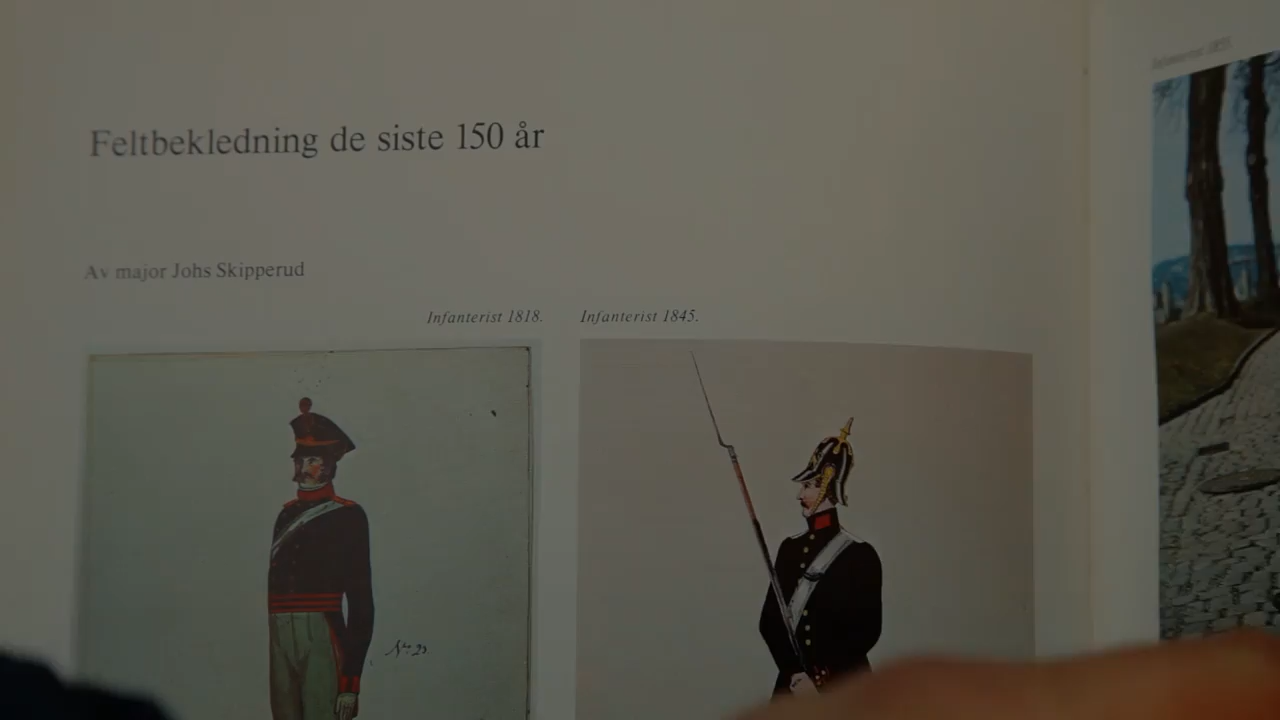 Feltbekledning de siste 150 år
Av major Johs Skipperud
Infanterist 1818.
Infanterist 1845.